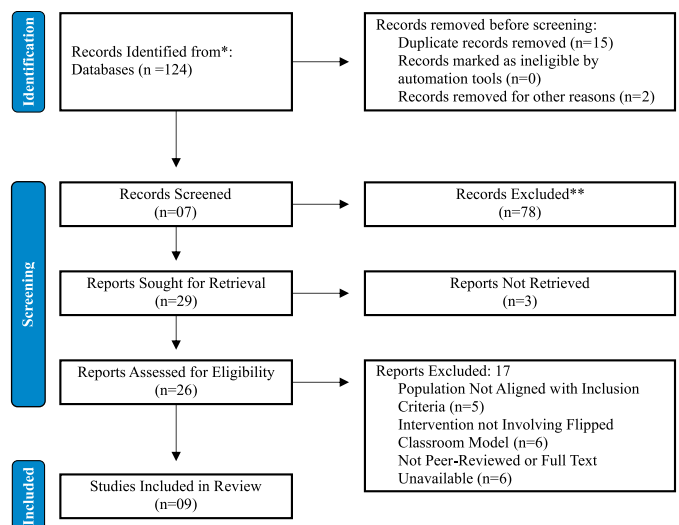 Identification
Records Identified from*:
Databases (n =124)
Records removed before screening:
Duplicate records removed (n=15)
Records marked as ineligible by
automation tools (n=0)
Records removed for other reasons (n=2)
Screening
Records Screened
(n=07)
Records Excluded**
(n=78)
Reports Sought for Retrieval
(n=29)
Reports Not Retrieved
(n=3)
Reports Assessed for Eligibility
(n=26)
Reports Excluded: 17
Population Not Aligned with Inclusion
Criteria (n=5)
Intervention not Involving Flipped
Classroom Model (n=6)
Not Peer-Reviewed or Full Text
Unavailable (n=6)
Included
Studies Included in Review
(n=09)